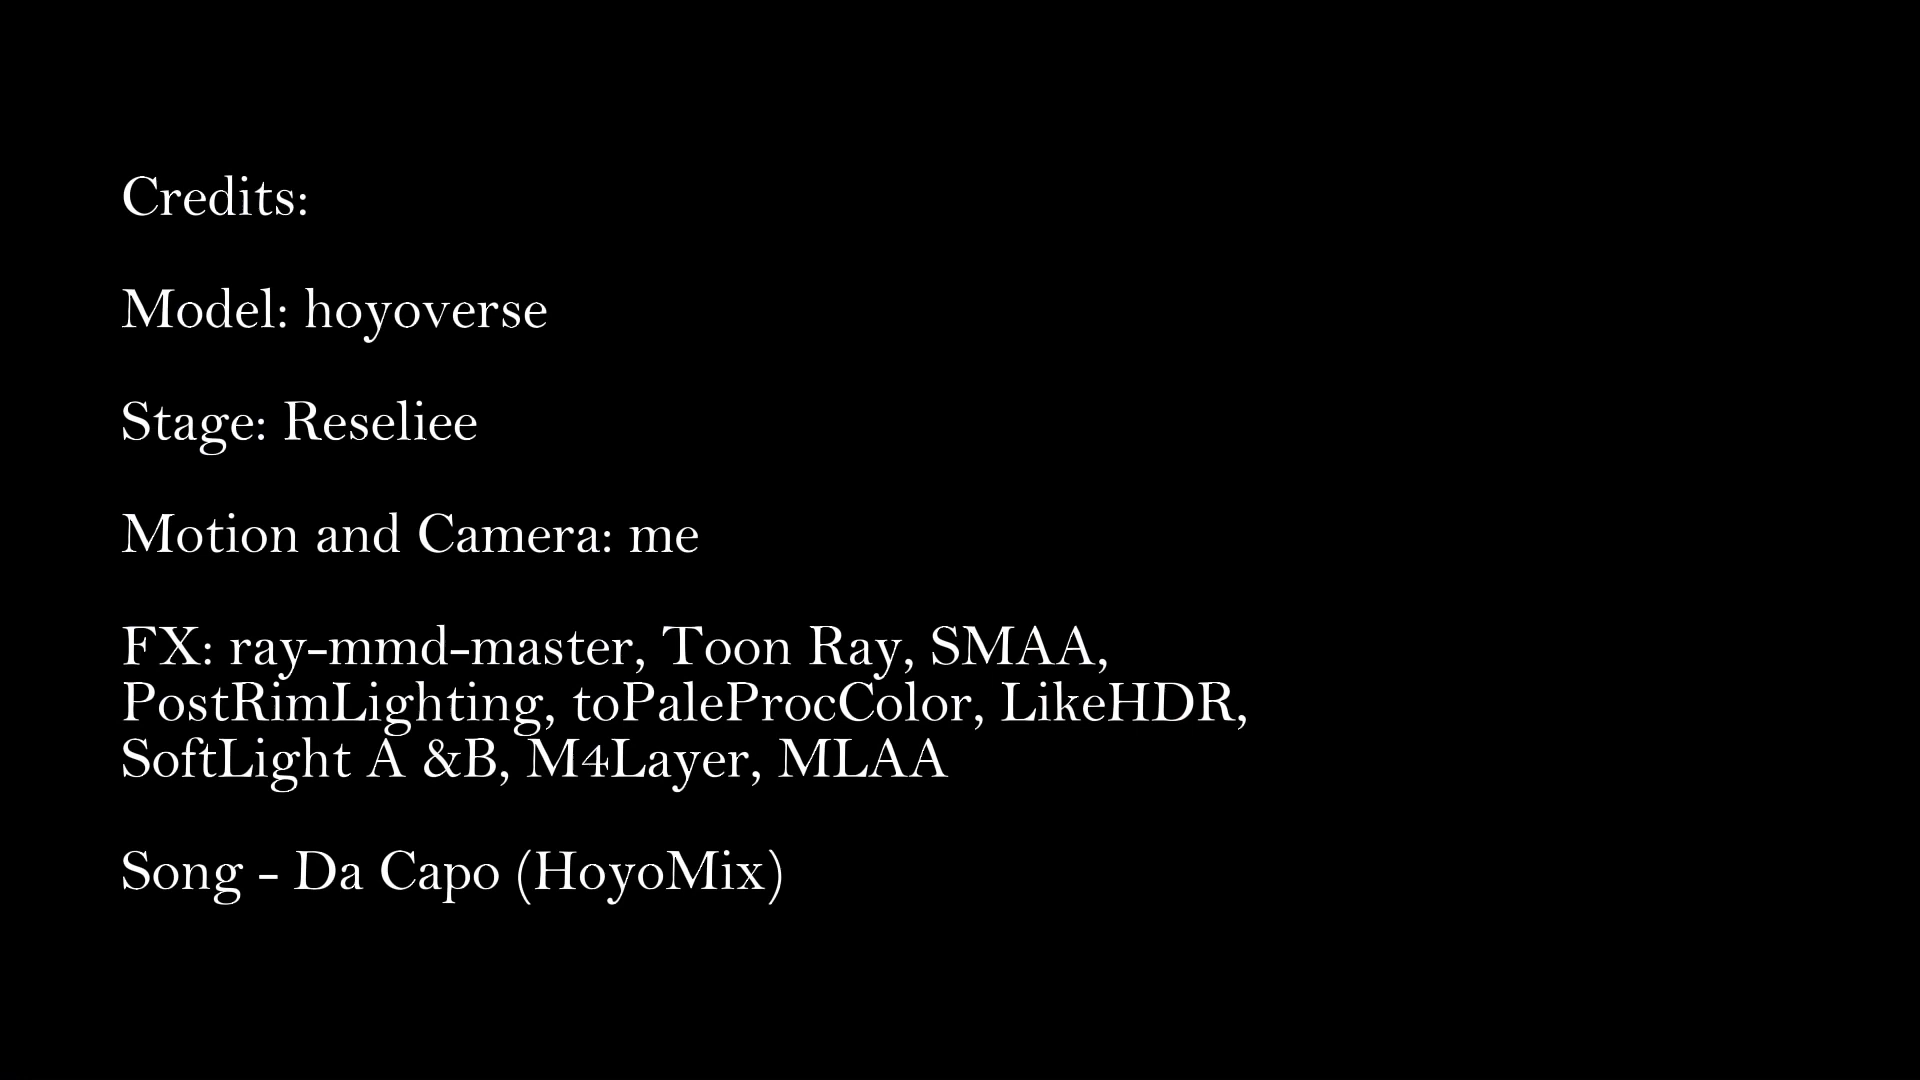 Credits:
Model: hoyoverse
Stage: Reseliee
Motion and Camera: me
FX: ray-mmd-master, Toon Ray, SMAA,
PostRimLighting, toPaleProcColor, LikeHDR,
SoftLight A &B, M4Layer, MLAA
Song - Da Capo (HoyoMix)